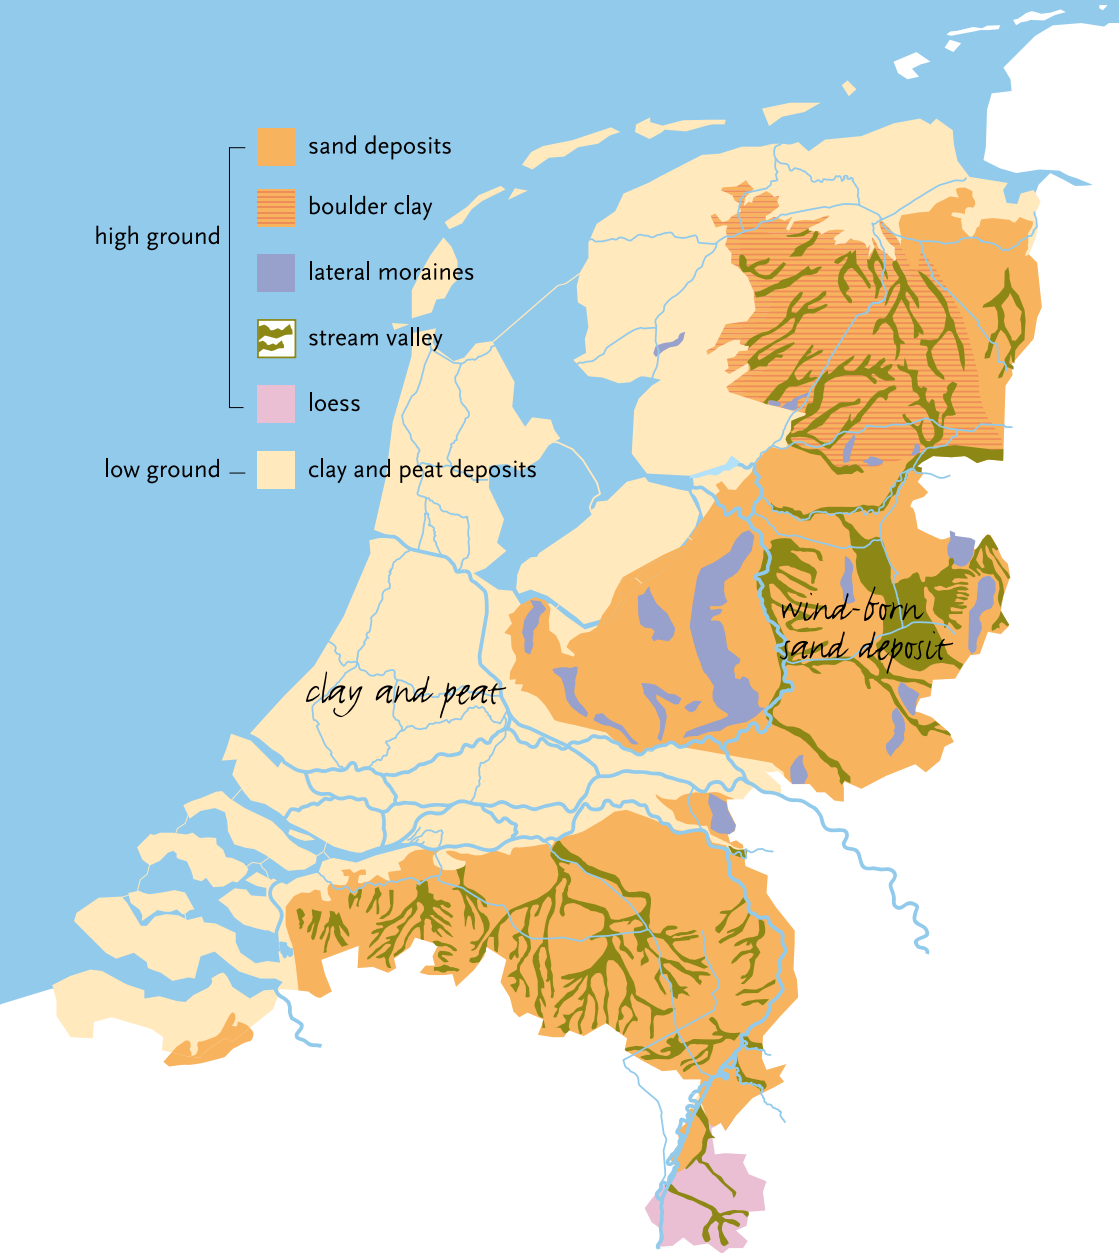 sand deposits
boulder clay
high ground
lateral moraines
stream valley
loess
low ground
clay and peat deposits
wind-born
sand deposit
clay and peat